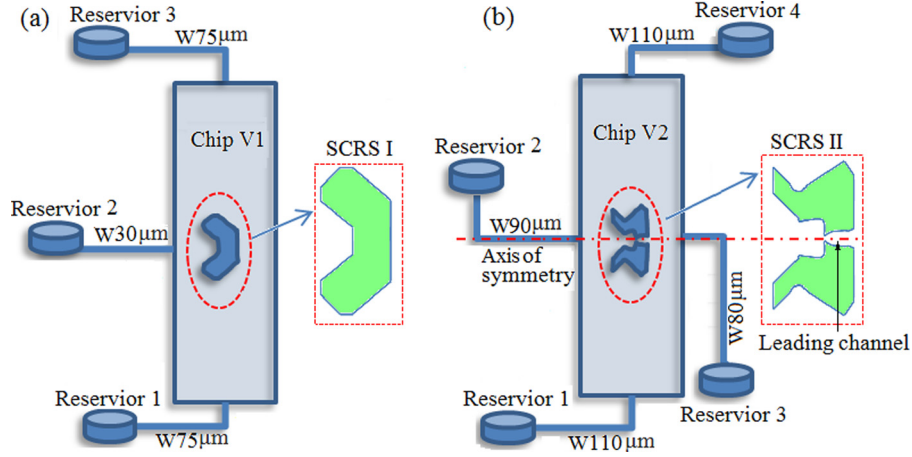 (a)
Reservior 3
W75μm
Chip V1
SCRS I
Reservior 2
W30μm
Reservior 1
W75μm
(b)
Reservior 4
W110μm
Chip V2
SCRS II
Reservior 2
W90μm
Axis of
symmetry
W80μm
Leading channel
Reservior 1
Reservior 3
W110μm